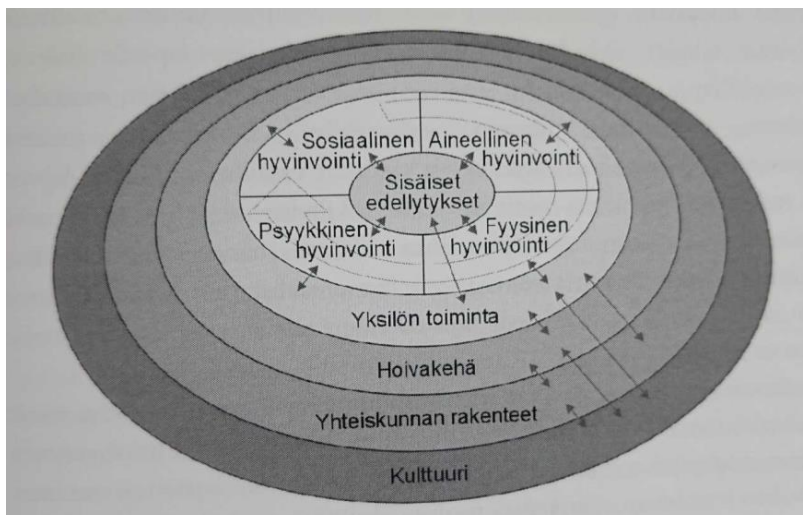 Sosiaalinen
hyvinvointi
Aineellinen
hyvinvointi
Sisäiset
edellytykset
Psyykkinen
hyvinvointi
Fyysinen
hyvinvointi
Yksilön toiminta
Hoivakehä
Yhteiskunnan rakenteet
Kulttuuri